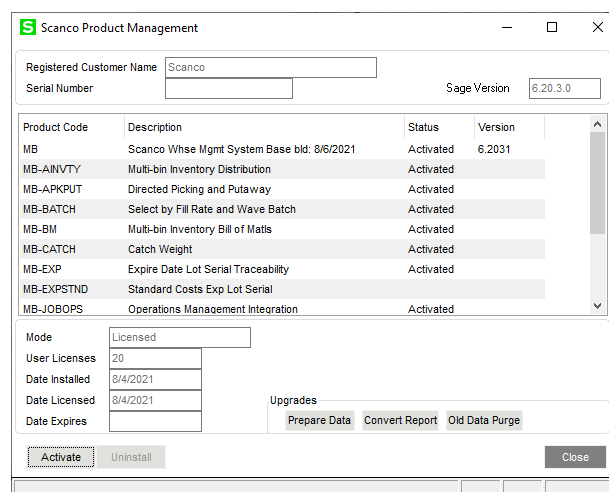 S Scanco Product Management
Registered Customer Name Scanco
Serial Number Sage Version 6.20.3.0
Product Code Description Status Version
MB Scanco Whse Mgmt System Base bld: 8/6/2021 Activated 6.2031
MB-AINVTY Multi-bin Inventory Distribution Activated
MB-APKPUT Directed Picking and Putaway Activated
MB-BATCH Select by Fill Rate and Wave Batch Activated
MB-BM Multi-bin Inventory Bill of Matls Activated
MB-CATCH Catch Weight Activated
MB-EXP Expire Date Lot Serial Traceability Activated
MB-EXPSTND Standard Costs Exp Lot Serial
MB-JOBOPS Operations Management Integration Activated
Mode Licensed
User Licenses 20
Date Installed 8/4/2021
Date Licensed 8/4/2021 Upgrades
Date Expires Prepare Data Convert Report Old Data Purge
Activate Uninstall Close